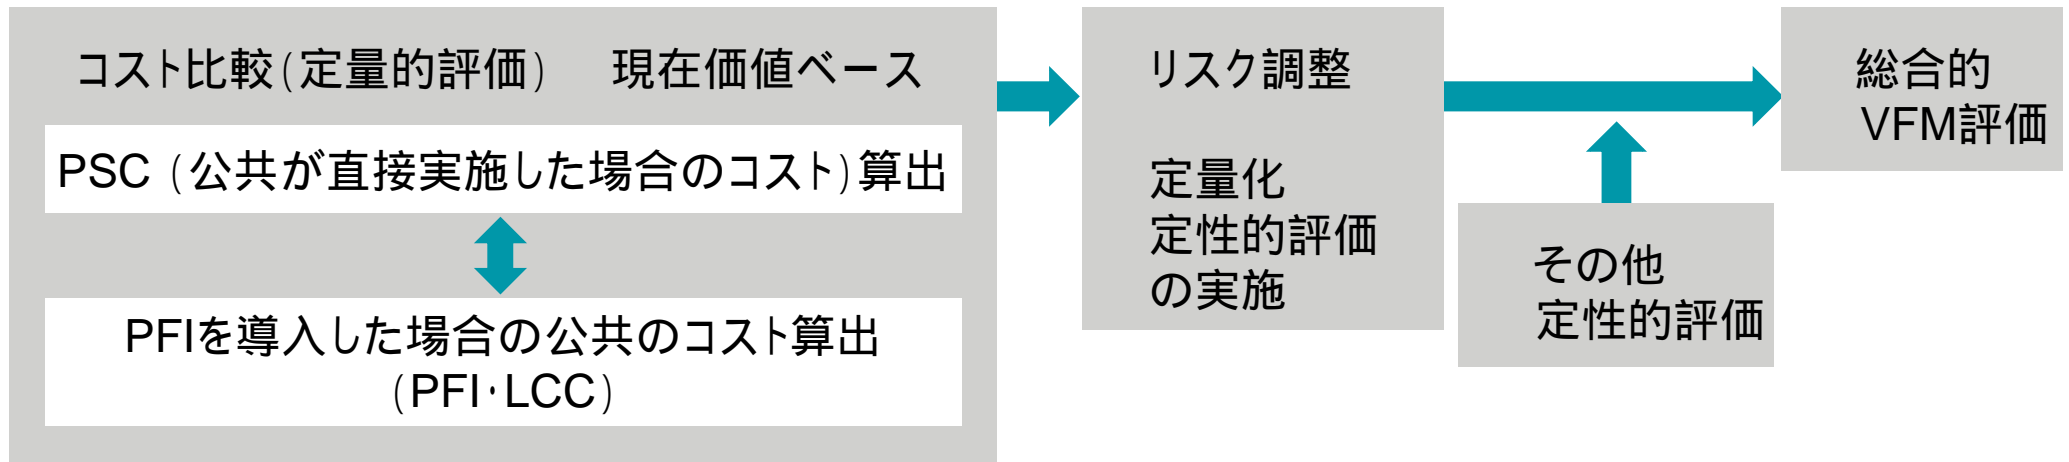 コスト比較(定量的評価)　現在価値ベース
PSC (公共が直接実施した場合のコスト)算出
PFIを導入した場合の公共のコスト算出
(PFI・LCC)
リスク調整
定量化
定性的評価
の実施
その他
定性的評価
総合的
VFM評価